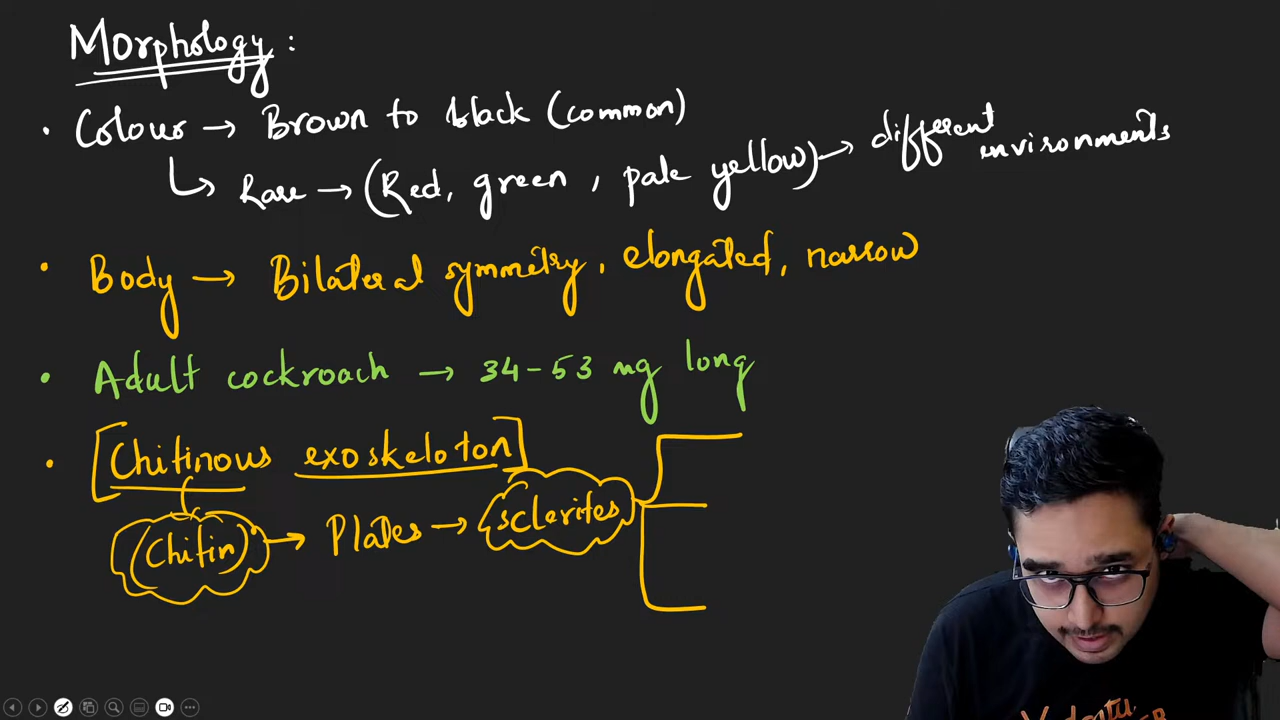 Morphology :
• Colour → Brown to black (common)
↳ Rare → (Red, green, pale yellow) → different environments
• Body → Bilateral symmetry, elongated, narrow
• Adult cockroach → 34-53 mg long
• [Chitinous exoskeloton]
(Chitin) → Plates → sclerites